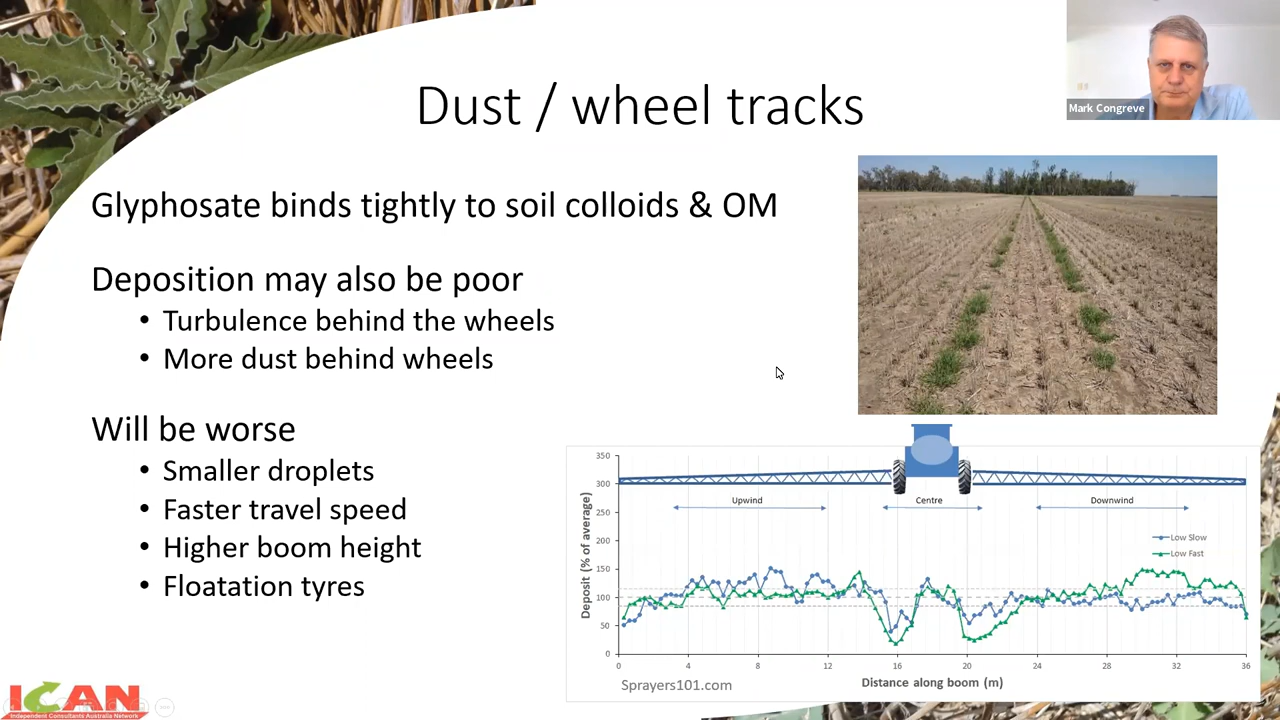 Dust / wheel tracks
Mark Congreve
Glyphosate binds tightly to soil colloids & OM
Deposition may also be poor
• Turbulence behind the wheels
• More dust behind wheels
Will be worse
• Smaller droplets
• Faster travel speed
• Higher boom height
• Floatation tyres
350
300
250
200
150
100
50
0
Deposit (% of average)
Upwind
Centre
Downwind
Low Slow
Low Fast
0 4 8 12 16 20 24 28 32 36
Sprayers101.com
Distance along boom (m)
ICAN
Independent Consultants Australia Network